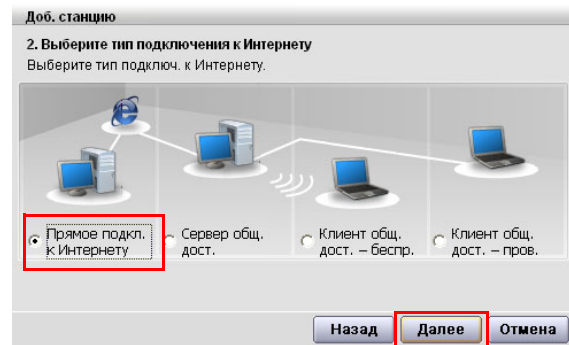 Доб. станцию
2. Выберите тип подключения к Интернету
Выберите тип подключ. к Интернету.
Прямое подкл.
к Интернету
Сервер общ.
дост.
Клиент общ.
дост. – беспр.
Клиент общ.
дост. – пров.
Назад
Далее
Отмена